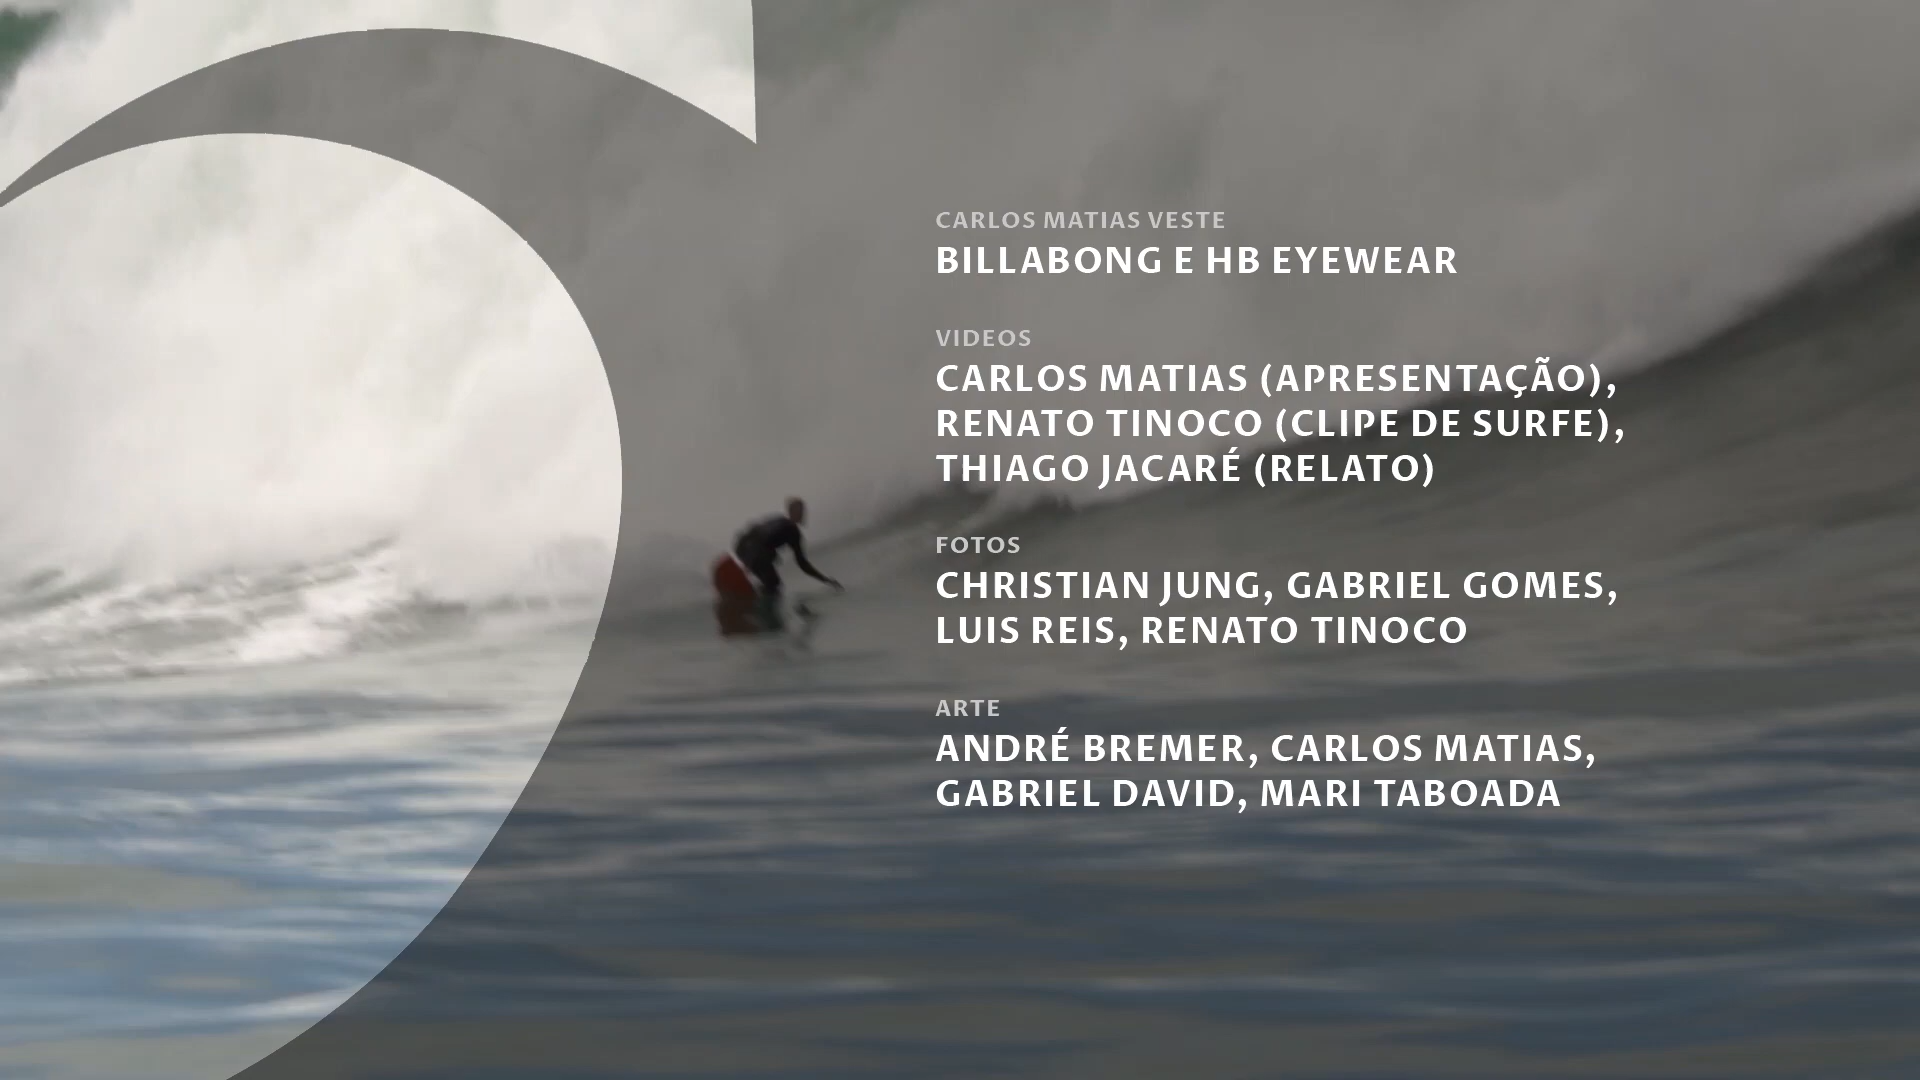 CARLOS MATIAS VESTE
BILLABONG E HB EYEWEAR
VIDEOS
CARLOS MATIAS (APRESENTAÇÃO),
RENATO TINOCO (CLIPE DE SURFE),
THIAGO JACARÉ (RELATO)
FOTOS
CHRISTIAN JUNG, GABRIEL GOMES,
LUIS REIS, RENATO TINOCO
ARTE
ANDRÉ BREMER, CARLOS MATIAS,
GABRIEL DAVID, MARI TABOADA